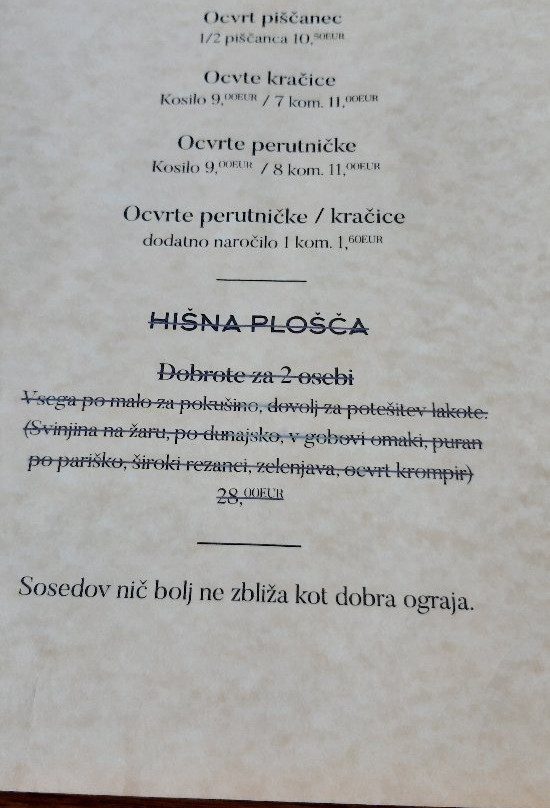 Ocvrt piščanec
1/2 piščanca 10,50EUR
Ocvte kračice
Kosilo 9,00EUR / 7 kom. 11,00EUR
Ocvrte perutničke
Kosilo 9,00EUR / 8 kom. 11,00EUR
Ocvrte perutničke / kračice
dodatno naročilo 1 kom. 1,60EUR
HIŠNA PLOŠČA
Dobrote za 2 osebi
Vsega po malo za pokušino, dovolj za potešitev lakote.
(Svinjina na žaru, po dunajsko, v gobovi omaki, puran
po pariško, široki rezanci, zelenjava, ocvrt krompir)
28,00EUR
Sosedov nič bolj ne zbliža kot dobra ograja.